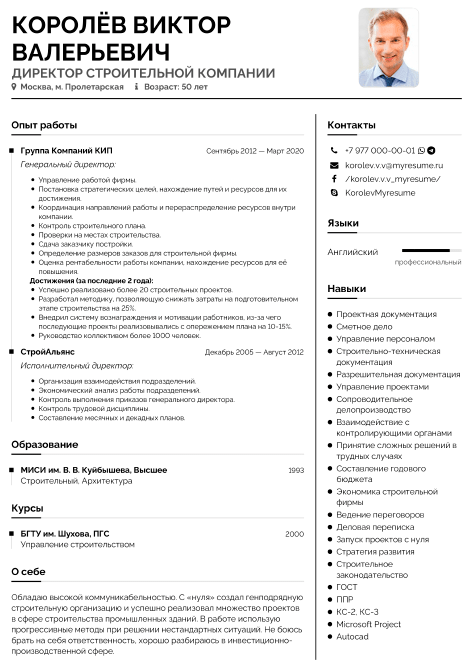 КОРОЛЁВ ВИКТОР
ВАЛЕРЬЕВИЧ
ДИРЕКТОР СТРОИТЕЛЬНОЙ КОМПАНИИ
Москва, м. Пролетарская Возраст: 50 лет
Опыт работы
Группа Компаний КИП Сентябрь 2012 — Март 2020
Генеральный директор:
Управление работой фирмы.
Постановка стратегических целей, нахождение путей и ресурсов для их
достижения.
Координация направлений работы и перераспределение ресурсов внутри
компании.
Контроль строительного плана.
Проверки на местах строительства.
Сдача заказчику постройки.
Определение размеров заказов для строительной фирмы.
Оценка рентабельности работы компании, нахождение ресурсов для её
повышения.
Достижения (за последние 2 года):
Успешно реализовано более 20 строительных проектов.
Разработал методику, позволяющую снижать затраты на подготовительном
этапе строительства на 25%.
Внедрил систему вознаграждения и мотивации работников, из-за чего
последующие проекты реализовывались с опережением плана на 10-15%.
Руководство коллективом более 1000 человек.
СтройАльянс Декабрь 2005 — Август 2012
Исполнительный директор:
Организация взаимодействия подразделений.
Экономический анализ работы подразделений.
Контроль выполнения приказов генерального директора.
Контроль трудовой дисциплины.
Составление месячных и декадных планов.
Образование
МИСИ им. В. В. Куйбышева, Высшее 1993
Строительный, Архитектура
Курсы
БГТУ им. Шухова, ПГС 2000
Управление строительством
О себе
Обладаю высокой коммуникабельностью. С «нуля» создал генподрядную
строительную организацию и успешно реализовал множество проектов
в сфере строительства промышленных зданий. В работе использую
прогрессивные методы при решении нестандартных ситуаций. Не боюсь
брать на себя ответственность, хорошо разбираюсь в инвестиционно-
производственной сфере.
Контакты
+7 977 000-00-01
korolev.v.v@myresume.ru
/korolev.v.v_myresume/
KorolevMyresume
Языки
Английский
профессиональный
Навыки
Проектная документация
Сметное дело
Управление персоналом
Строительно-техническая
документация
Разрешительная документация
Управление проектами
Сопроводительное
делопроизводство
Взаимодействие с
контролирующими органами
Принятие сложных решений в
трудных случаях
Составление годового
бюджета
Экономика строительной
фирмы
Ведение переговоров
Деловая переписка
Запуск проектов с нуля
Стратегия развития
Строительное
законодательство
ГОСТ
ППР
КС-2, КС-3
Microsoft Project
Autocad